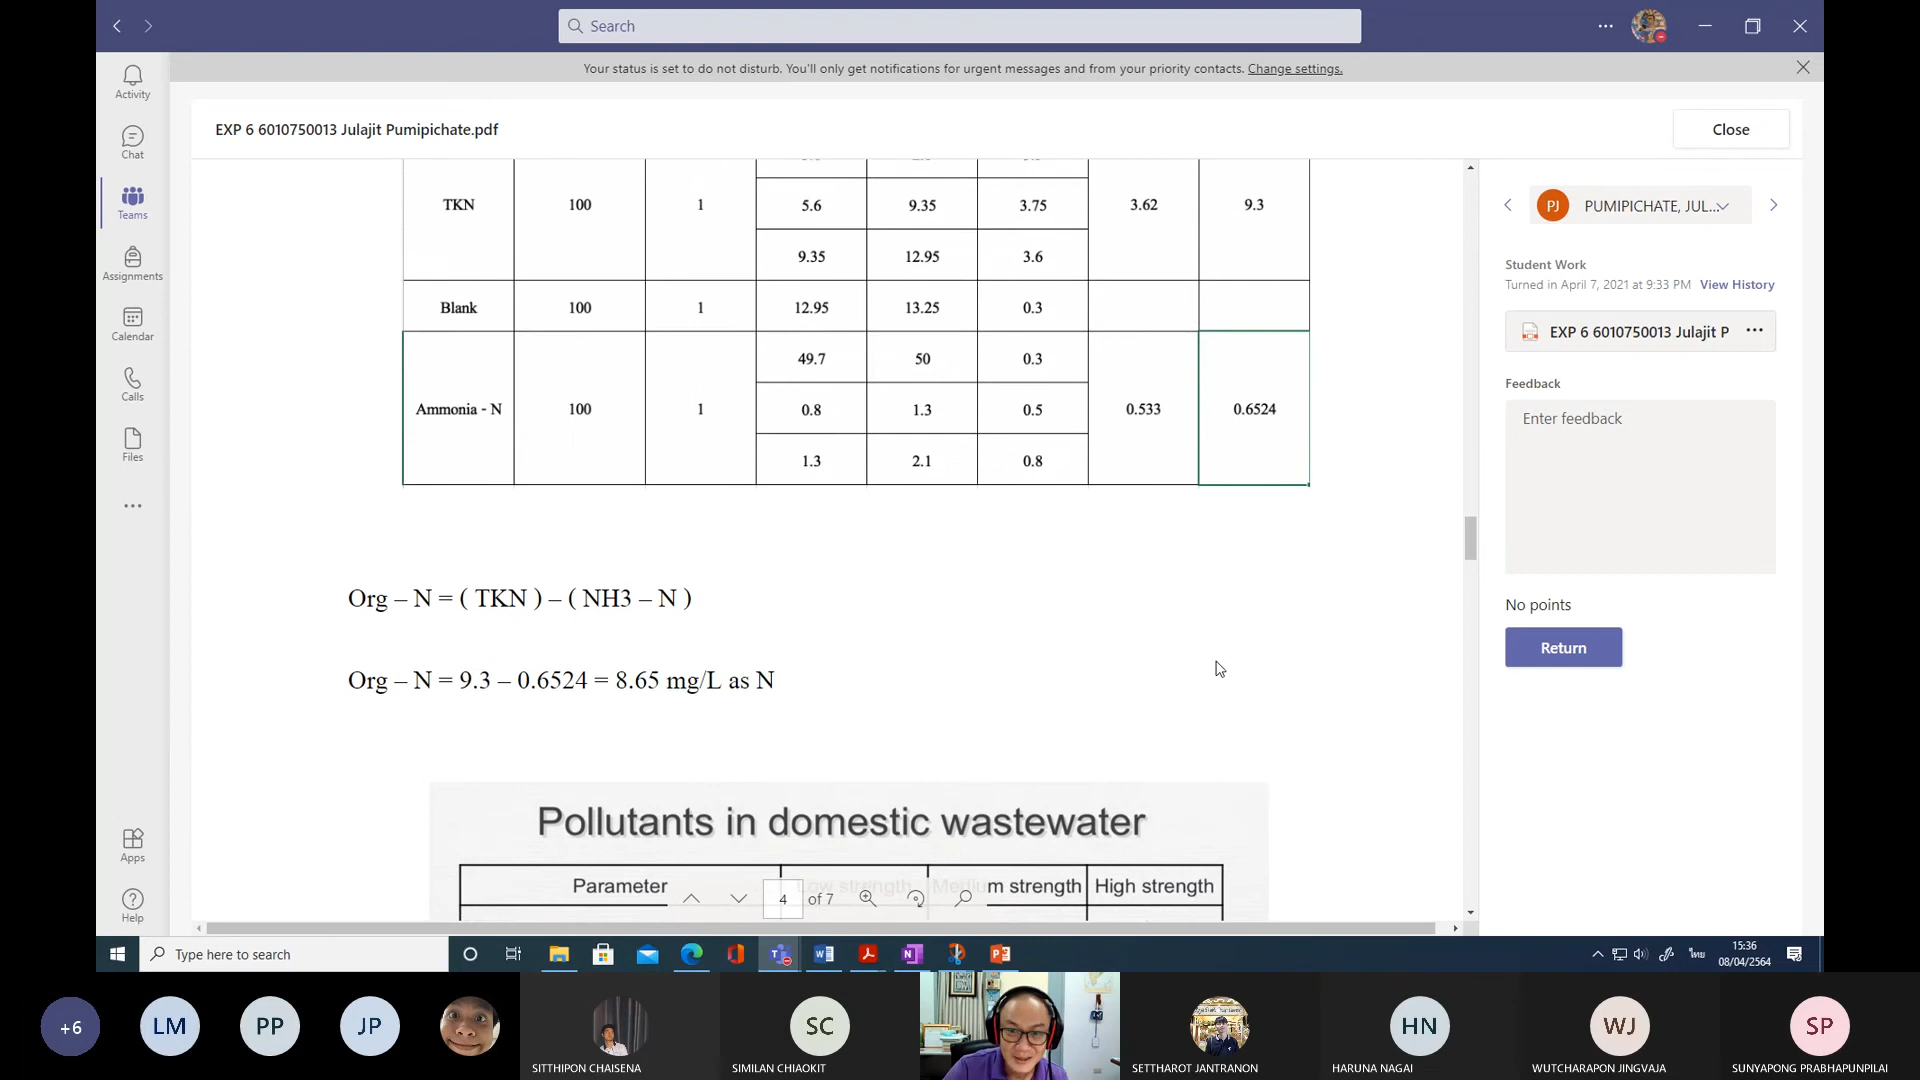 Search
Your status is set to do not disturb. You'll only get notifications for urgent messages and from your priority contacts. Change settings.
Activity
Chat
Teams
Assignments
Calendar
Calls
Files
Apps
Help
EXP 6 6010750013 Julajit Pumipichate.pdf
Close
TKN 100 1 5.6 9.35 3.75 3.62 9.3
9.35 12.95 3.6
Blank 100 1 12.95 13.25 0.3
49.7 50 0.3
Ammonia - N 100 1 0.8 1.3 0.5 0.533 0.6524
1.3 2.1 0.8
Org – N = ( TKN ) – ( NH3 – N )
Org – N = 9.3 – 0.6524 = 8.65 mg/L as N
Pollutants in domestic wastewater
Parameter Low strength Medium strength High strength
4 of 7
PJ PUMIPICHATE, JUL...
Student Work
Turned in April 7, 2021 at 9:33 PM View History
EXP 6 6010750013 Julajit P
Feedback
Enter feedback
No points
Return
Type here to search
ไทย
15:36
08/04/2564
+6
LM
PP
JP
SITTHIPON CHAISENA
SC
SIMILAN CHIAOKIT
SETTHAROT JANTRANON
HN
HARUNA NAGAI
WJ
WUTCHARAPON JINGVAJA
SP
SUNYAPONG PRABHAPUNPILAI